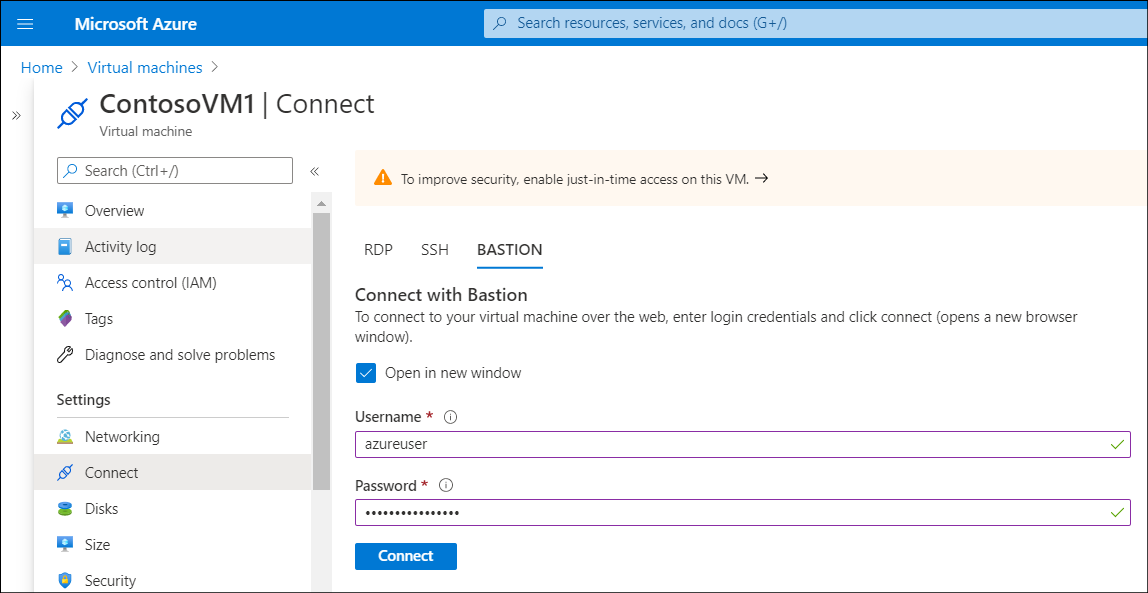 Microsoft Azure
Search resources, services, and docs (G+/)
Home > Virtual machines >
ContosoVM1 | Connect
Virtual machine
Search (Ctrl+/)
Overview
Activity log
Access control (IAM)
Tags
Diagnose and solve problems
Settings
Networking
Connect
Disks
Size
Security
To improve security, enable just-in-time access on this VM. →
RDP SSH BASTION
Connect with Bastion
To connect to your virtual machine over the web, enter login credentials and click connect (opens a new browser
window).
Open in new window
Username *
azureuser
Password *
••••••••••••••••
Connect